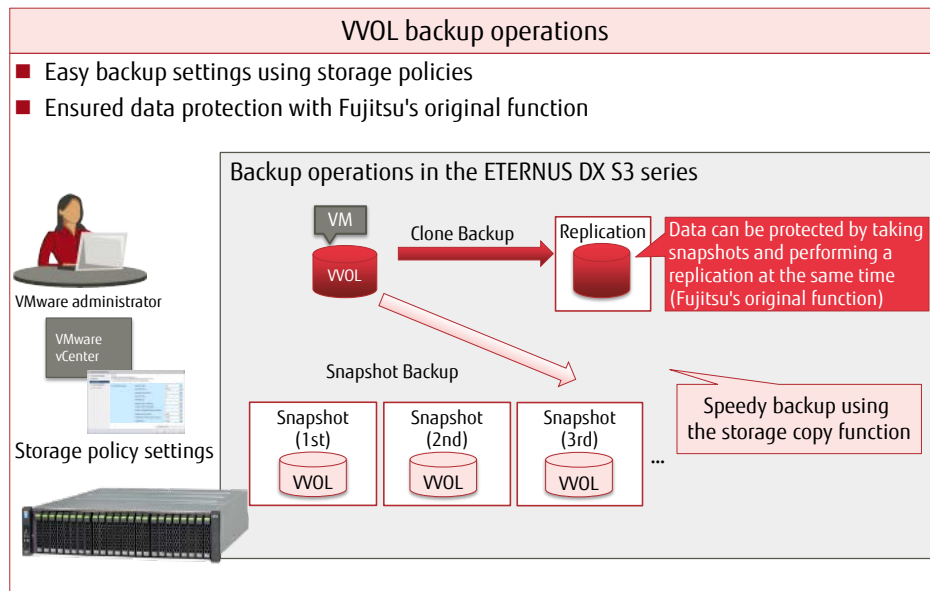 VVOL backup operations
Easy backup settings using storage policies
Ensured data protection with Fujitsu's original function
Backup operations in the ETERNUS DX S3 series
VM
VVOL
Clone Backup
Replication
Data can be protected by taking
snapshots and performing a
replication at the same time
(Fujitsu's original function)
VMware administrator
VMware
vCenter
Storage policy settings
Snapshot Backup
Speedy backup using
the storage copy function
Snapshot
(1st)
VVOL
Snapshot
(2nd)
VVOL
Snapshot
(3rd)
VVOL
...